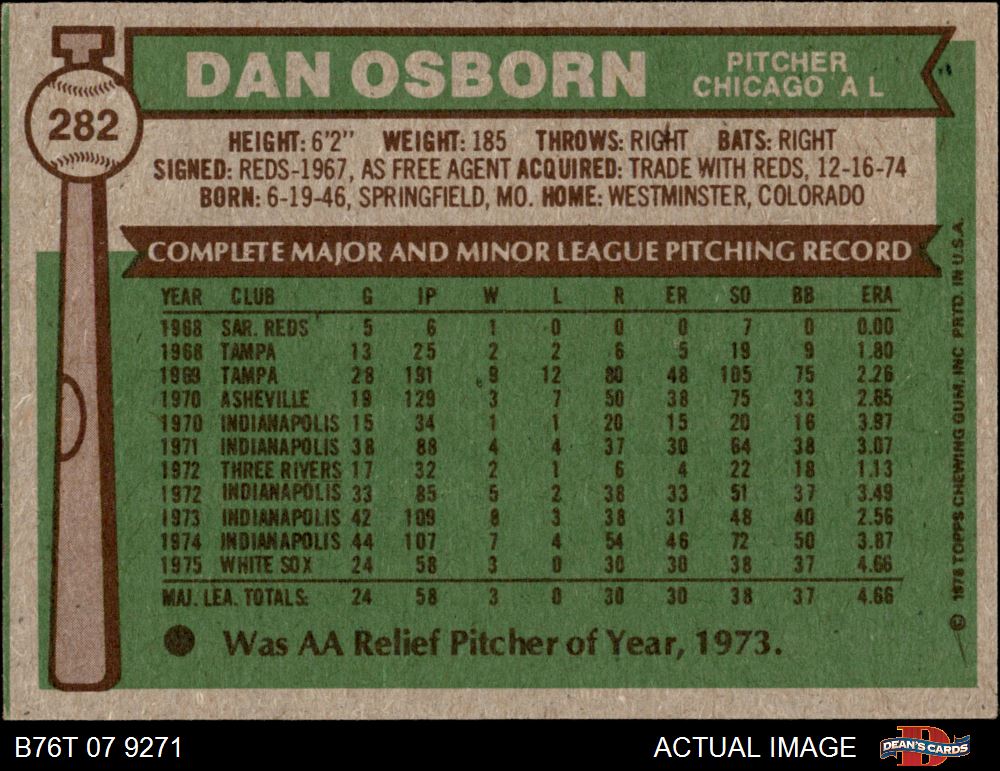 DAN OSBORN
PITCHER
CHICAGO A L
282
HEIGHT: 6'2" WEIGHT: 185 THROWS: RIGHT BATS: RIGHT
SIGNED: REDS-1967, AS FREE AGENT ACQUIRED: TRADE WITH REDS, 12-16-74
BORN: 6-19-46, SPRINGFIELD, MO. HOME: WESTMINSTER, COLORADO
COMPLETE MAJOR AND MINOR LEAGUE PITCHING RECORD
YEAR CLUB G IP W L R ER SO BB ERA
1968 SAR. REDS 5 6 1 0 0 0 7 0 0.00
1968 TAMPA 13 25 2 2 6 5 19 9 1.80
1969 TAMPA 28 191 9 12 80 48 105 75 2.26
1970 ASHEVILLE 19 129 3 7 50 38 75 33 2.65
1970 INDIANAPOLIS 15 34 1 1 20 15 20 16 3.97
1971 INDIANAPOLIS 38 88 4 4 37 30 64 38 3.07
1972 THREE RIVERS 17 32 2 1 6 4 22 18 1.13
1972 INDIANAPOLIS 33 85 5 2 38 33 51 37 3.49
1973 INDIANAPOLIS 42 109 8 3 38 31 48 40 2.56
1974 INDIANAPOLIS 44 107 7 4 54 46 72 50 3.87
1975 WHITE SOX 24 58 3 0 30 30 38 37 4.66
MAJ. LEA. TOTALS: 24 58 3 0 30 30 38 37 4.66
● Was AA Relief Pitcher of Year, 1973.
© 1976 TOPPS CHEWING GUM, INC PRTD. IN U.S.A.
B76T 07 9271
ACTUAL IMAGE
DEAN'S CARDS